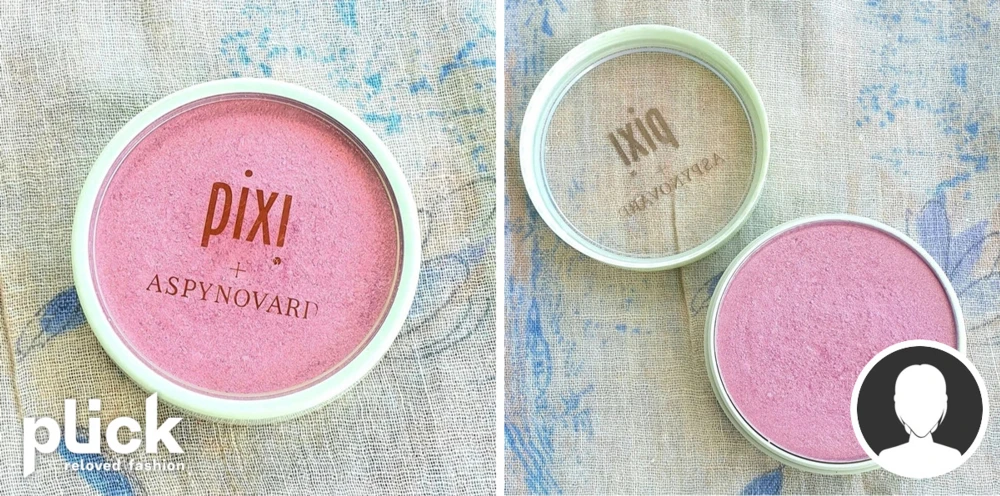 pixi
+
ASPYNOVARD
plick
reloved fashion
pixi
+
ASPYNOVARD